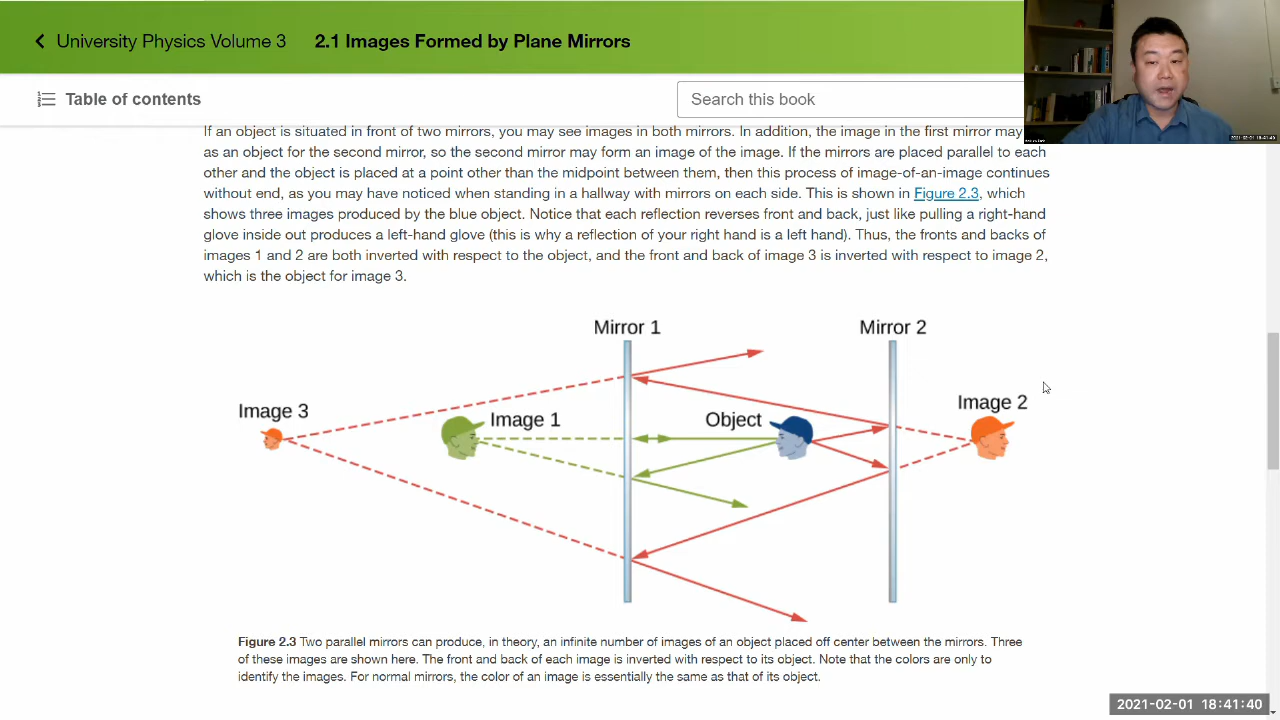 University Physics Volume 3 2.1 Images Formed by Plane Mirrors
Table of contents
Search this book
If an object is situated in front of two mirrors, you may see images in both mirrors. In addition, the image in the first mirror may
as an object for the second mirror, so the second mirror may form an image of the image. If the mirrors are placed parallel to each
other and the object is placed at a point other than the midpoint between them, then this process of image-of-an-image continues
without end, as you may have noticed when standing in a hallway with mirrors on each side. This is shown in Figure 2.3, which
shows three images produced by the blue object. Notice that each reflection reverses front and back, just like pulling a right-hand
glove inside out produces a left-hand glove (this is why a reflection of your right hand is a left hand). Thus, the fronts and backs of
images 1 and 2 are both inverted with respect to the object, and the front and back of image 3 is inverted with respect to image 2,
which is the object for image 3.
Mirror 1 Mirror 2
Image 3 Image 1 Object Image 2
Figure 2.3 Two parallel mirrors can produce, in theory, an infinite number of images of an object placed off center between the mirrors. Three
of these images are shown here. The front and back of each image is inverted with respect to its object. Note that the colors are only to
identify the images. For normal mirrors, the color of an image is essentially the same as that of its object.
2021-02-01 18:41:40